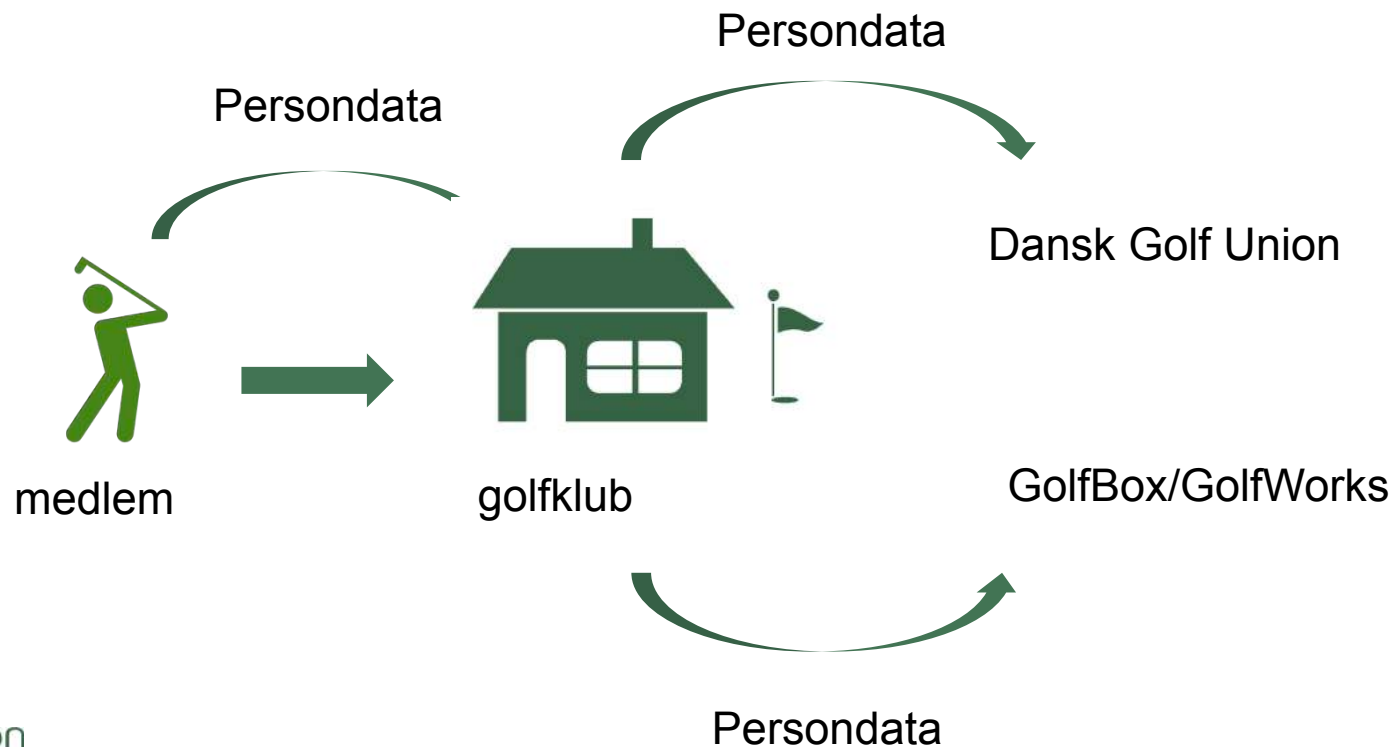 Persondata
Persondata
Dansk Golf Union
medlem
golfklub
GolfBox/GolfWorks
Persondata